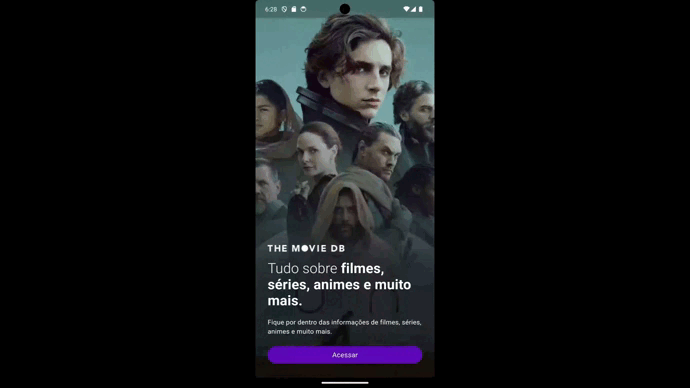 6:28
THE MOVIE DB
Tudo sobre filmes,
séries, animes e muito
mais.
Fique por dentro das informações de filmes, séries,
animes e muito mais.
Acessar